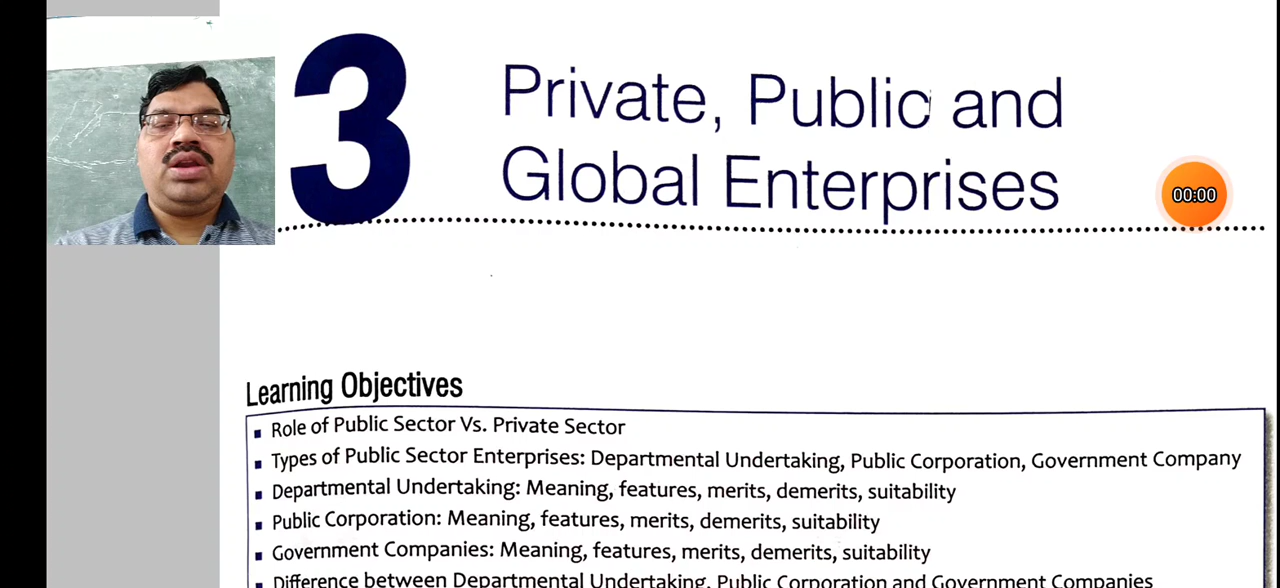 3
Private, Public and
Global Enterprises
00:00
Learning Objectives
▪ Role of Public Sector Vs. Private Sector
▪ Types of Public Sector Enterprises: Departmental Undertaking, Public Corporation, Government Company
▪ Departmental Undertaking: Meaning, features, merits, demerits, suitability
▪ Public Corporation: Meaning, features, merits, demerits, suitability
▪ Government Companies: Meaning, features, merits, demerits, suitability
▪ Difference between Departmental Undertaking, Public Corporation and Government Companies